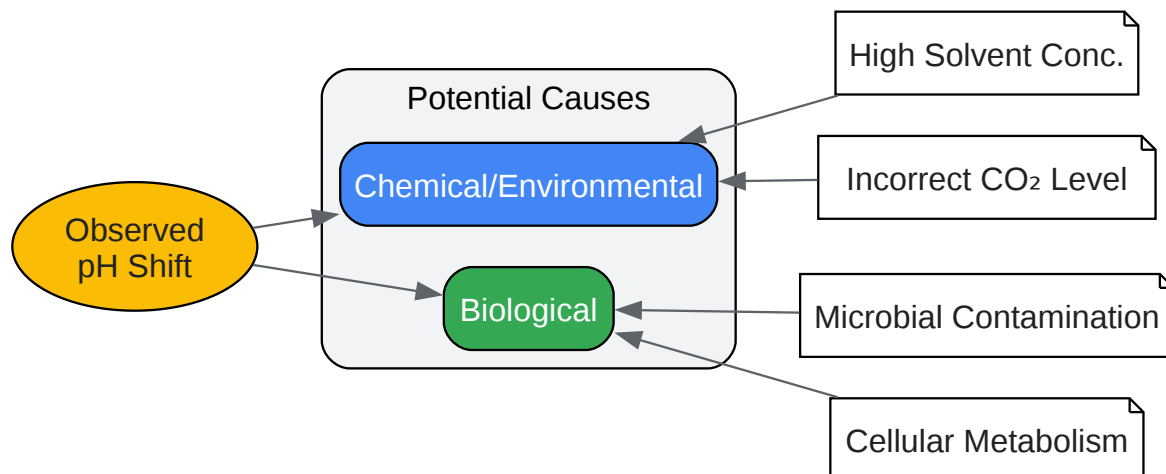 Observed
pH Shift
Potential Causes
Chemical/Environmental
Biological
High Solvent Conc.
Incorrect CO₂ Level
Microbial Contamination
Cellular Metabolism